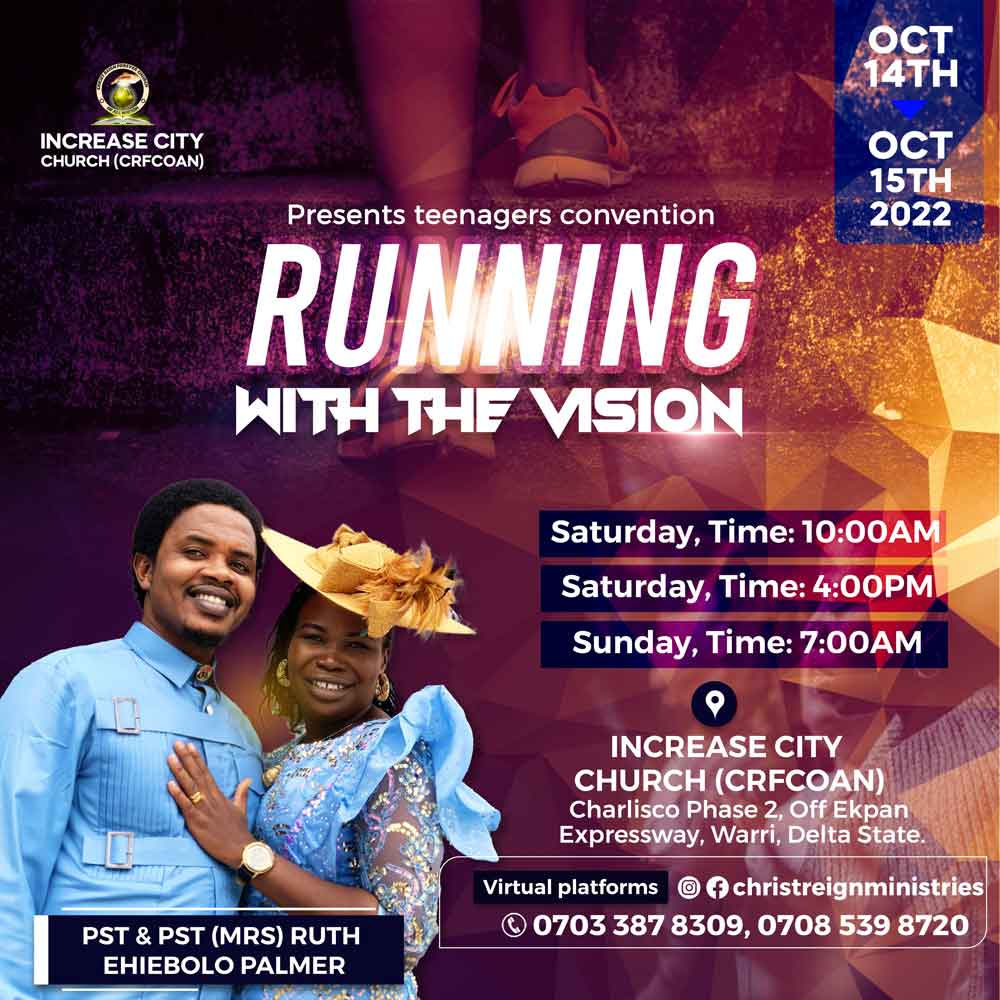 INCREASE CITY
CHURCH (CRFCOAN)
OCT
14TH
OCT
15TH
2022
Presents teenagers convention
RUNNING
WITH THE VISION
Saturday, Time: 10:00AM
Saturday, Time: 4:00PM
Sunday, Time: 7:00AM
INCREASE CITY
CHURCH (CRFCOAN)
Charlisco Phase 2, Off Ekpan
Expressway, Warri, Delta State.
Virtual platforms christreignministries
0703 387 8309, 0708 539 8720
PST & PST (MRS) RUTH
EHIEBOLO PALMER